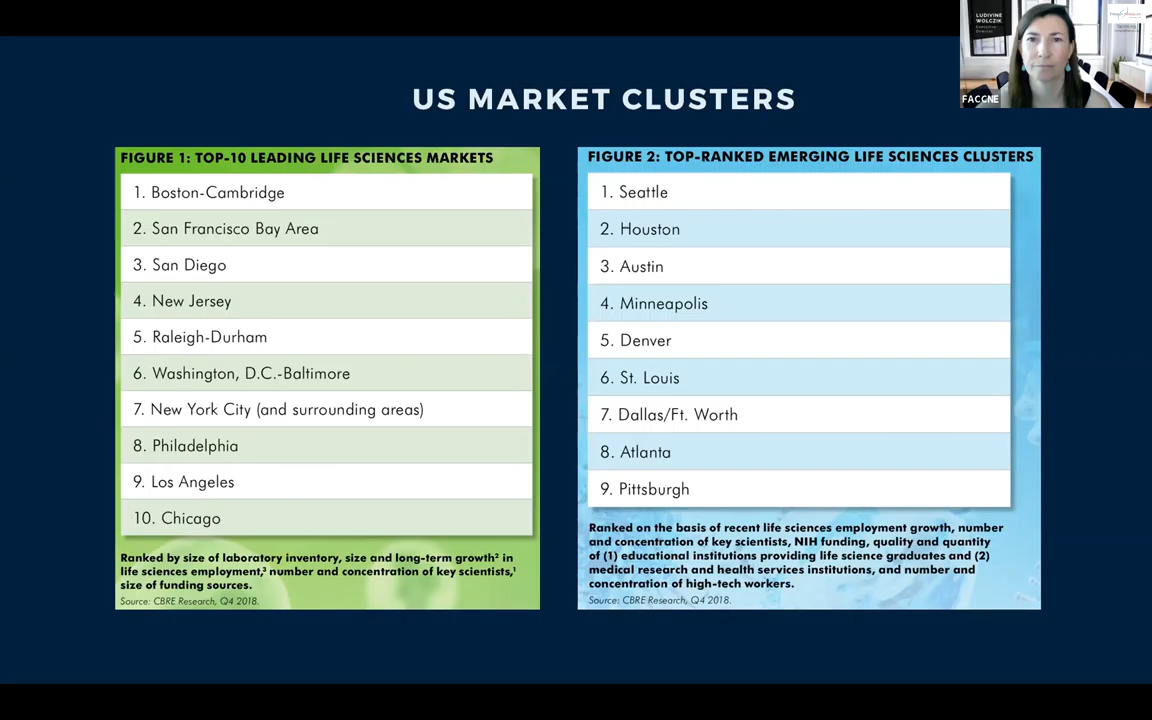 US MARKET CLUSTERS
LUDIVINE
WOLCZIK
FACCNE
FIGURE 1: TOP-10 LEADING LIFE SCIENCES MARKETS
1. Boston-Cambridge
2. San Francisco Bay Area
3. San Diego
4. New Jersey
5. Raleigh-Durham
6. Washington, D.C.-Baltimore
7. New York City (and surrounding areas)
8. Philadelphia
9. Los Angeles
10. Chicago
Ranked by size of laboratory inventory, size and long-term growth² in
life sciences employment,³ number and concentration of key scientists,¹
size of funding sources.
Source: CBRE Research, Q4 2018.
FIGURE 2: TOP-RANKED EMERGING LIFE SCIENCES CLUSTERS
1. Seattle
2. Houston
3. Austin
4. Minneapolis
5. Denver
6. St. Louis
7. Dallas/Ft. Worth
8. Atlanta
9. Pittsburgh
Ranked on the basis of recent life sciences employment growth, number
and concentration of key scientists, NIH funding, quality and quantity
of (1) educational institutions providing life science graduates and (2)
medical research and health services institutions, and number and
concentration of high-tech workers.
Source: CBRE Research, Q4 2018.